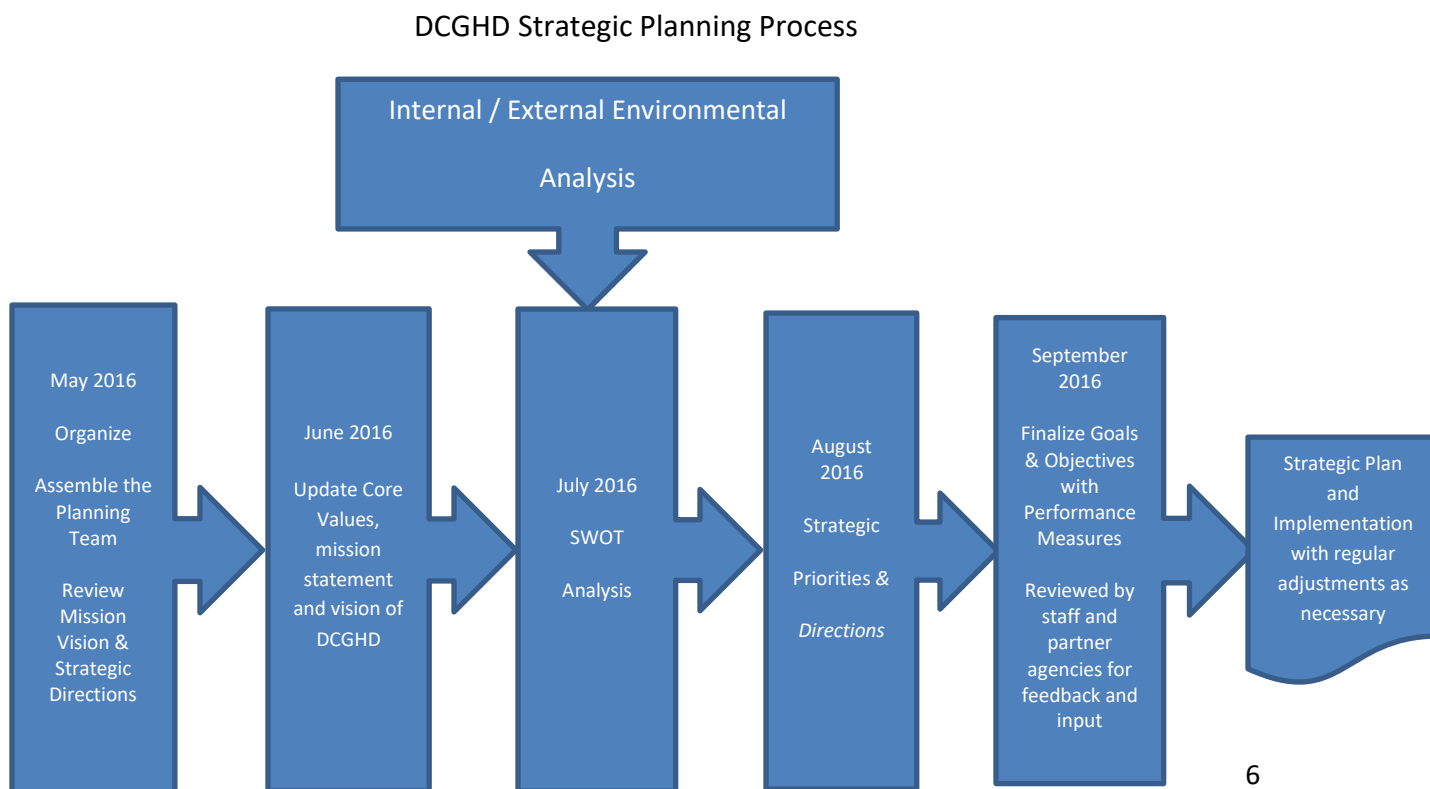 DCGHD Strategic Planning Process
Internal / External Environmental
Analysis
May 2016
Organize
Assemble the
Planning
Team
Review
Mission
Vision &
Strategic
Directions
June 2016
Update Core
Values,
mission
statement
and vision of
DCGHD
July 2016
SWOT
Analysis
August
2016
Strategic
Priorities &
Directions
September
2016
Finalize Goals
& Objectives
with
Performance
Measures
Reviewed by
staff and
partner
agencies for
feedback and
input
Strategic Plan
and
Implementation
with regular
adjustments as
necessary
6